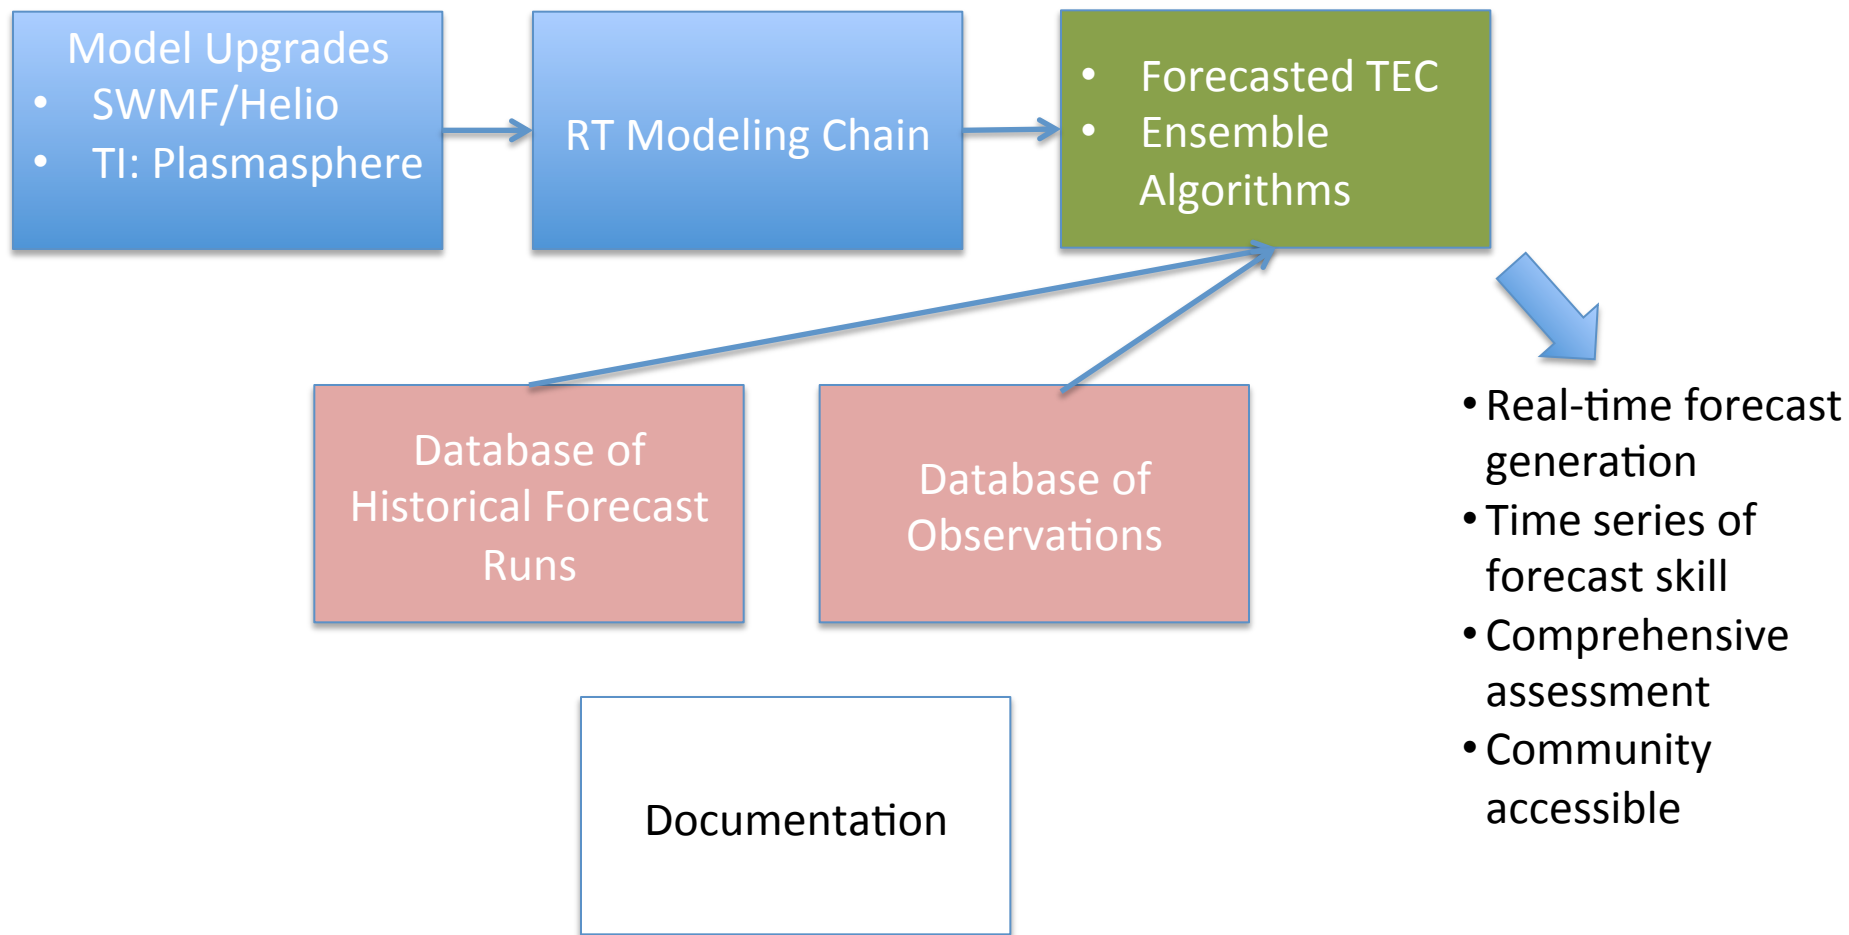 Model Upgrades
• SWMF/Helio
• TI: Plasmasphere
RT Modeling Chain
• Forecasted TEC
• Ensemble
Algorithms
Database of
Historical Forecast
Runs
Database of
Observations
• Real-time forecast
generation
• Time series of
forecast skill
• Comprehensive
assessment
• Community
accessible
Documentation